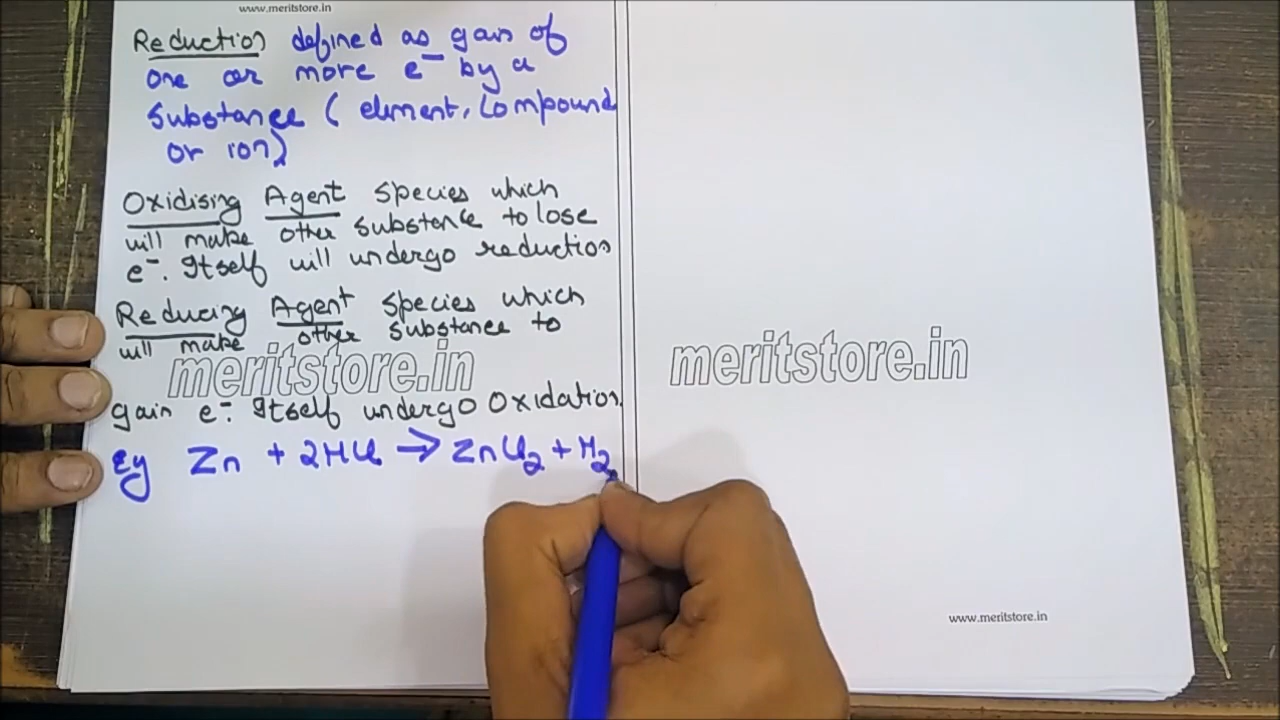 www.meritstore.in
Reduction defined as gain of
one or more e⁻ by a
substance ( element, compound
or ion)
Oxidising Agent species which
will make other substance to lose
e⁻. Itself will undergo reduction
Reducing Agent species which
will make other substance to
meritstore.in
gain e⁻. Itself undergo Oxidation.
Eg Zn + 2HCl → ZnCl₂ + H₂
meritstore.in
www.meritstore.in